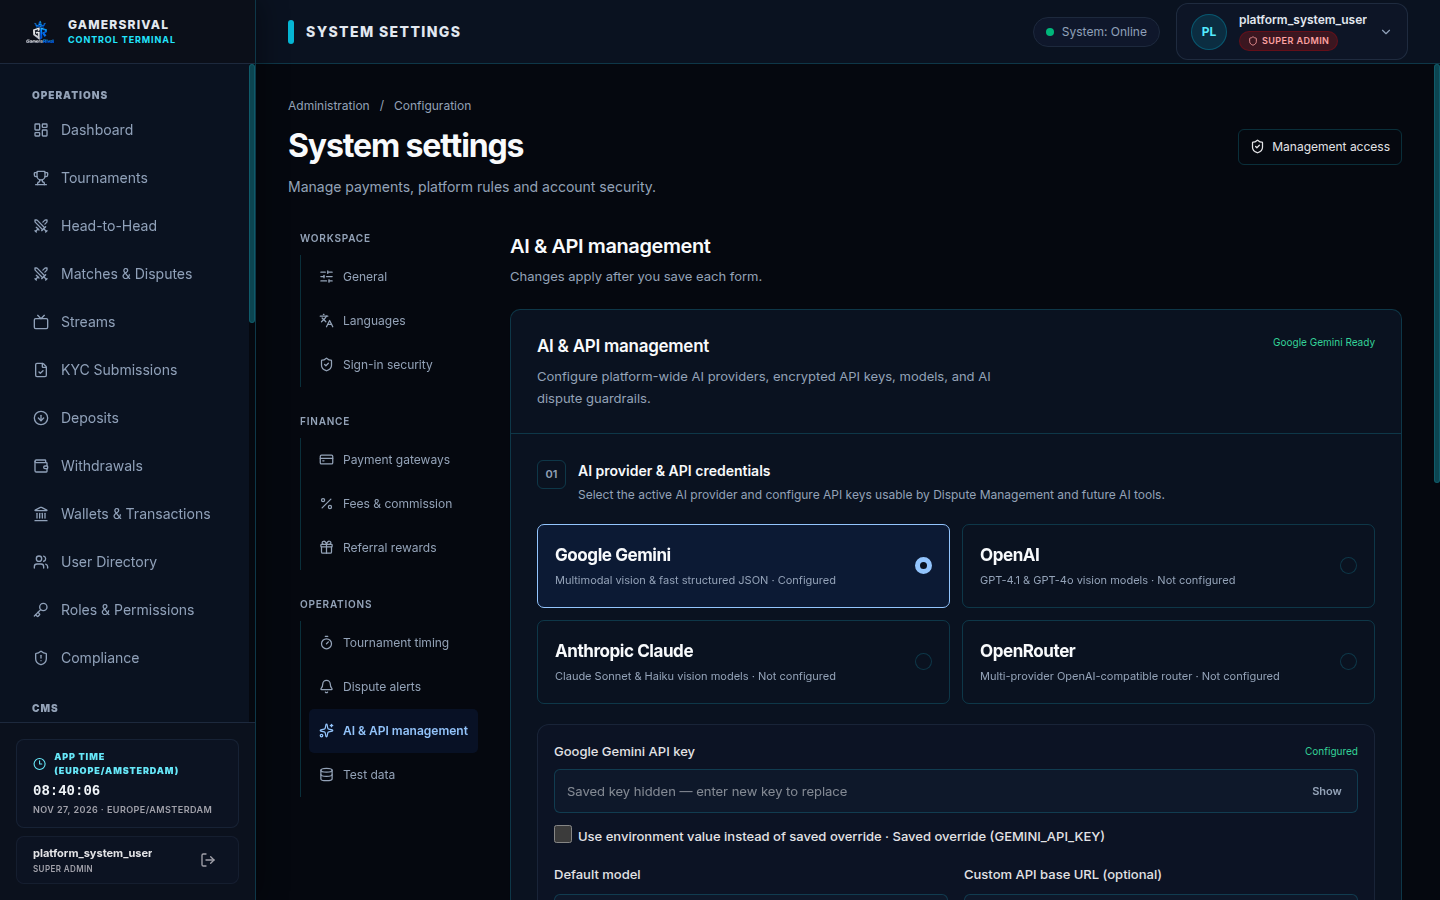 GAMERSRIVAL
CONTROL TERMINAL
SYSTEM SETTINGS
System: Online
PL
platform_system_user
SUPER ADMIN
OPERATIONS
Dashboard
Tournaments
Head-to-Head
Matches & Disputes
Streams
KYC Submissions
Deposits
Withdrawals
Wallets & Transactions
User Directory
Roles & Permissions
Compliance
CMS
APP TIME
(EUROPE/AMSTERDAM)
08:40:06
NOV 27, 2026 · EUROPE/AMSTERDAM
platform_system_user
SUPER ADMIN
Administration / Configuration
System settings
Manage payments, platform rules and account security.
Management access
WORKSPACE
General
Languages
Sign-in security
FINANCE
Payment gateways
Fees & commission
Referral rewards
OPERATIONS
Tournament timing
Dispute alerts
AI & API management
Test data
AI & API management
Changes apply after you save each form.
AI & API management
Google Gemini Ready
Configure platform-wide AI providers, encrypted API keys, models, and AI
dispute guardrails.
01
AI provider & API credentials
Select the active AI provider and configure API keys usable by Dispute Management and future AI tools.
Google Gemini
Multimodal vision & fast structured JSON · Configured
OpenAI
GPT-4.1 & GPT-4o vision models · Not configured
Anthropic Claude
Claude Sonnet & Haiku vision models · Not configured
OpenRouter
Multi-provider OpenAI-compatible router · Not configured
Google Gemini API key
Configured
Saved key hidden — enter new key to replace
Show
Use environment value instead of saved override · Saved override (GEMINI_API_KEY)
Default model
Custom API base URL (optional)